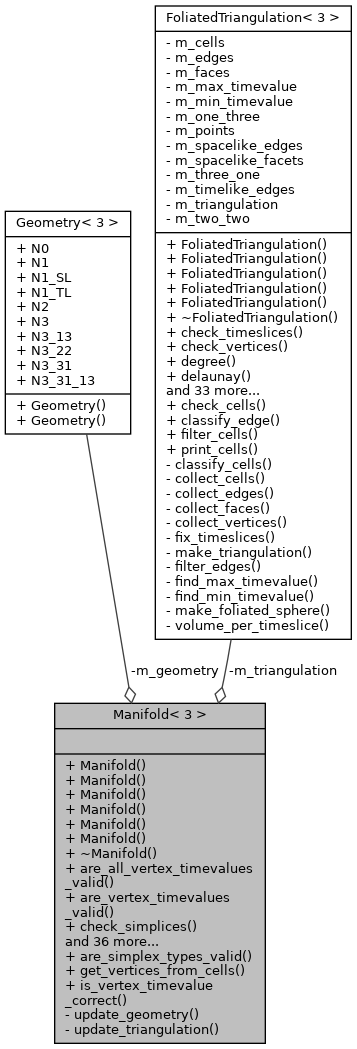 FoliatedTriangulation< 3 >
- m_cells
- m_edges
- m_faces
- m_max_timevalue
- m_min_timevalue
- m_one_three
- m_points
- m_spacelike_edges
- m_spacelike_facets
- m_three_one
- m_timelike_edges
- m_triangulation
- m_two_two
+ FoliatedTriangulation()
+ FoliatedTriangulation()
+ FoliatedTriangulation()
+ FoliatedTriangulation()
+ FoliatedTriangulation()
+ ~FoliatedTriangulation()
+ check_timeslices()
+ check_vertices()
+ degree()
+ delaunay()
and 33 more...
+ check_cells()
+ classify_edge()
+ filter_cells()
+ print_cells()
- classify_cells()
- collect_cells()
- collect_edges()
- collect_faces()
- collect_vertices()
- fix_timeslices()
- make_triangulation()
- filter_edges()
- find_max_timevalue()
- find_min_timevalue()
- make_foliated_sphere()
- volume_per_timeslice()
Geometry< 3 >
+ N0
+ N1
+ N1_SL
+ N1_TL
+ N2
+ N3
+ N3_13
+ N3_22
+ N3_31
+ N3_31_13
+ Geometry()
+ Geometry()
-m_geometry
-m_triangulation
Manifold< 3 >
+ Manifold()
+ Manifold()
+ Manifold()
+ Manifold()
+ Manifold()
+ Manifold()
+ ~Manifold()
+ are_all_vertex_timevalues
_valid()
+ are_vertex_timevalues
_valid()
+ check_simplices()
and 36 more...
+ are_simplex_types_valid()
+ get_vertices_from_cells()
+ is_vertex_timevalue
_correct()
- update_geometry()
- update_triangulation()